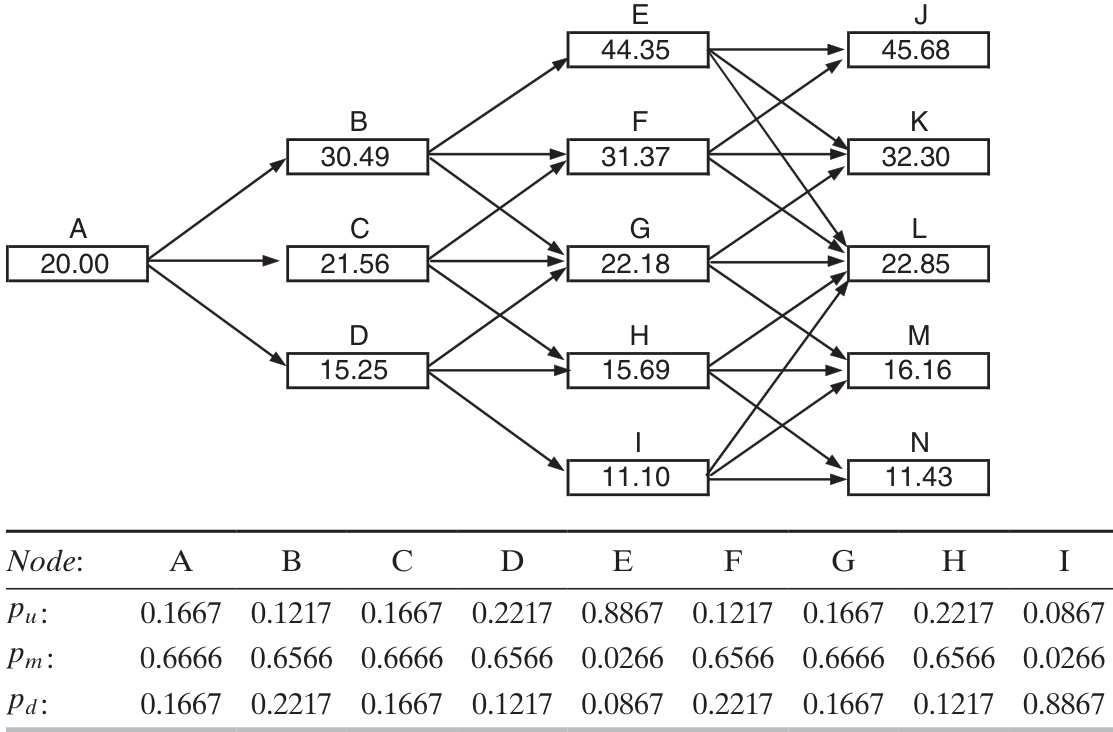 E J
44.35 45.68
B F K
30.49 31.37 32.30
A C G L
20.00 21.56 22.18 22.85
D H M
15.25 15.69 16.16
I N
11.10 11.43
Node: A B C D E F G H I
pu: 0.1667 0.1217 0.1667 0.2217 0.8867 0.1217 0.1667 0.2217 0.0867
pm: 0.6666 0.6566 0.6666 0.6566 0.0266 0.6566 0.6666 0.6566 0.0266
pd: 0.1667 0.2217 0.1667 0.1217 0.0867 0.2217 0.1667 0.1217 0.8867